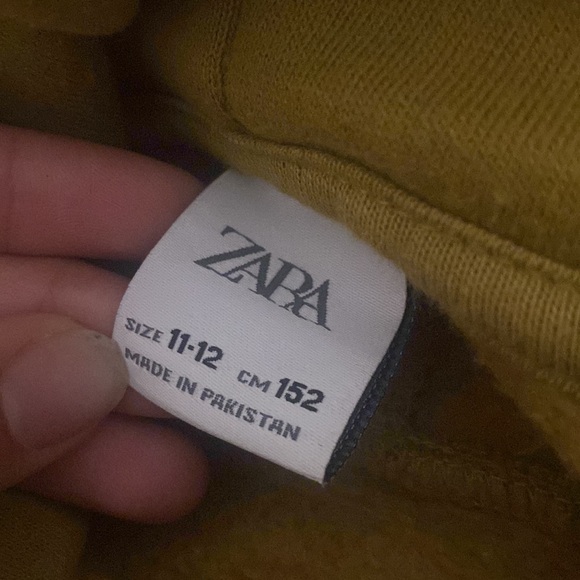 ZARA
SIZE 11-12 CM 152
MADE IN PAKISTAN